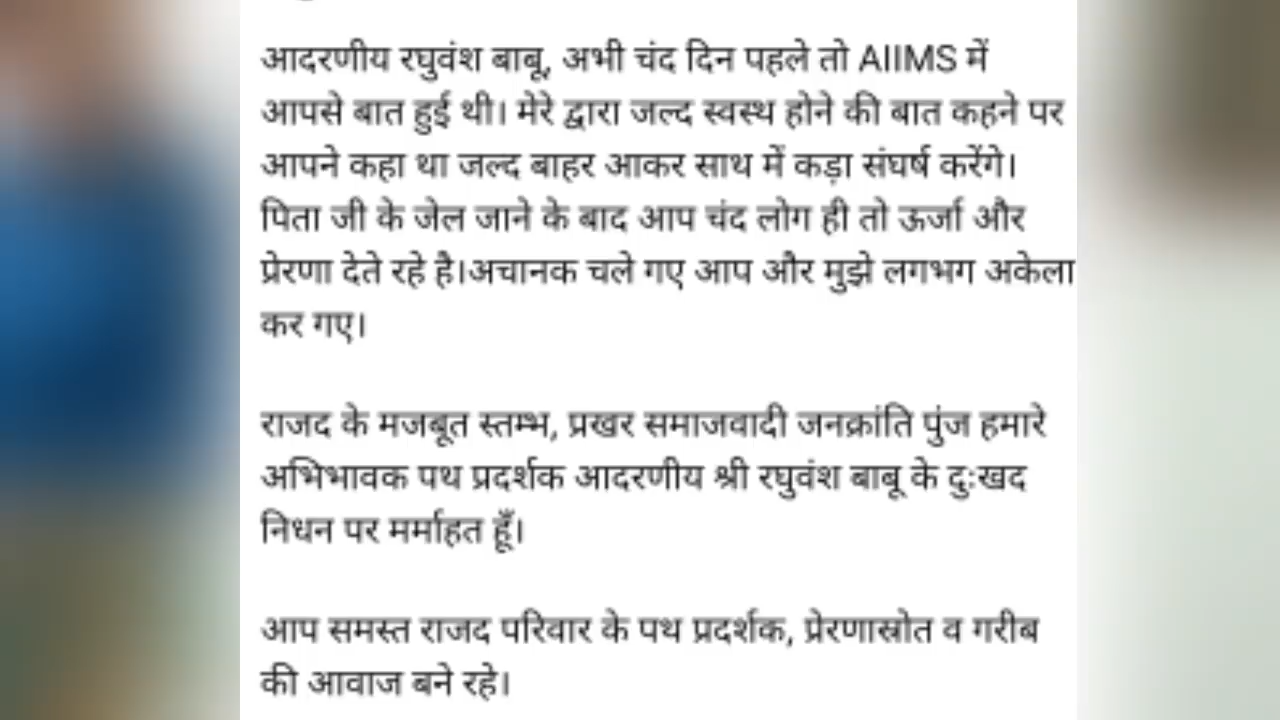 आदरणीय रघुवंश बाबू, अभी चंद दिन पहले तो AIIMS में
आपसे बात हुई थी। मेरे द्वारा जल्द स्वस्थ होने की बात कहने पर
आपने कहा था जल्द बाहर आकर साथ में कड़ा संघर्ष करेंगे।
पिता जी के जेल जाने के बाद आप चंद लोग ही तो ऊर्जा और
प्रेरणा देते रहे है।अचानक चले गए आप और मुझे लगभग अकेला
कर गए।
राजद के मजबूत स्तम्भ, प्रखर समाजवादी जनक्रांति पुंज हमारे
अभिभावक पथ प्रदर्शक आदरणीय श्री रघुवंश बाबू के दुःखद
निधन पर मर्माहत हूँ।
आप समस्त राजद परिवार के पथ प्रदर्शक, प्रेरणास्रोत व गरीब
की आवाज बने रहे।